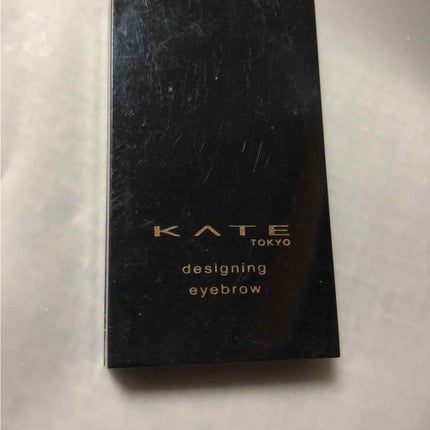 KATE
TOKYO
designing
eyebrow